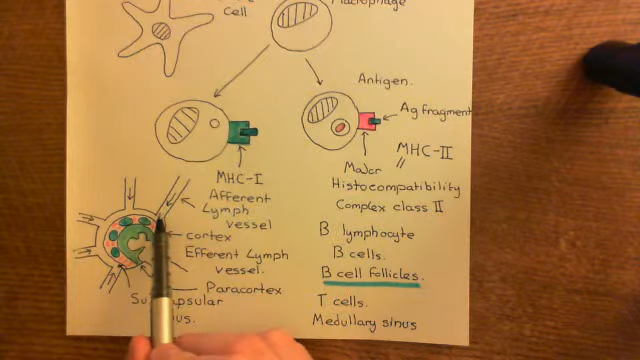 Cell
Macrophage
Antigen.
Ag fragment
MHC-II
MHC-I
Major
Histocompatibility
Complex class II
Afferent
Lymph
vessel
cortex
Efferent Lymph
vessel.
Paracortex
B lymphocyte
B cells.
B cell follicles.
T cells.
Medullary sinus